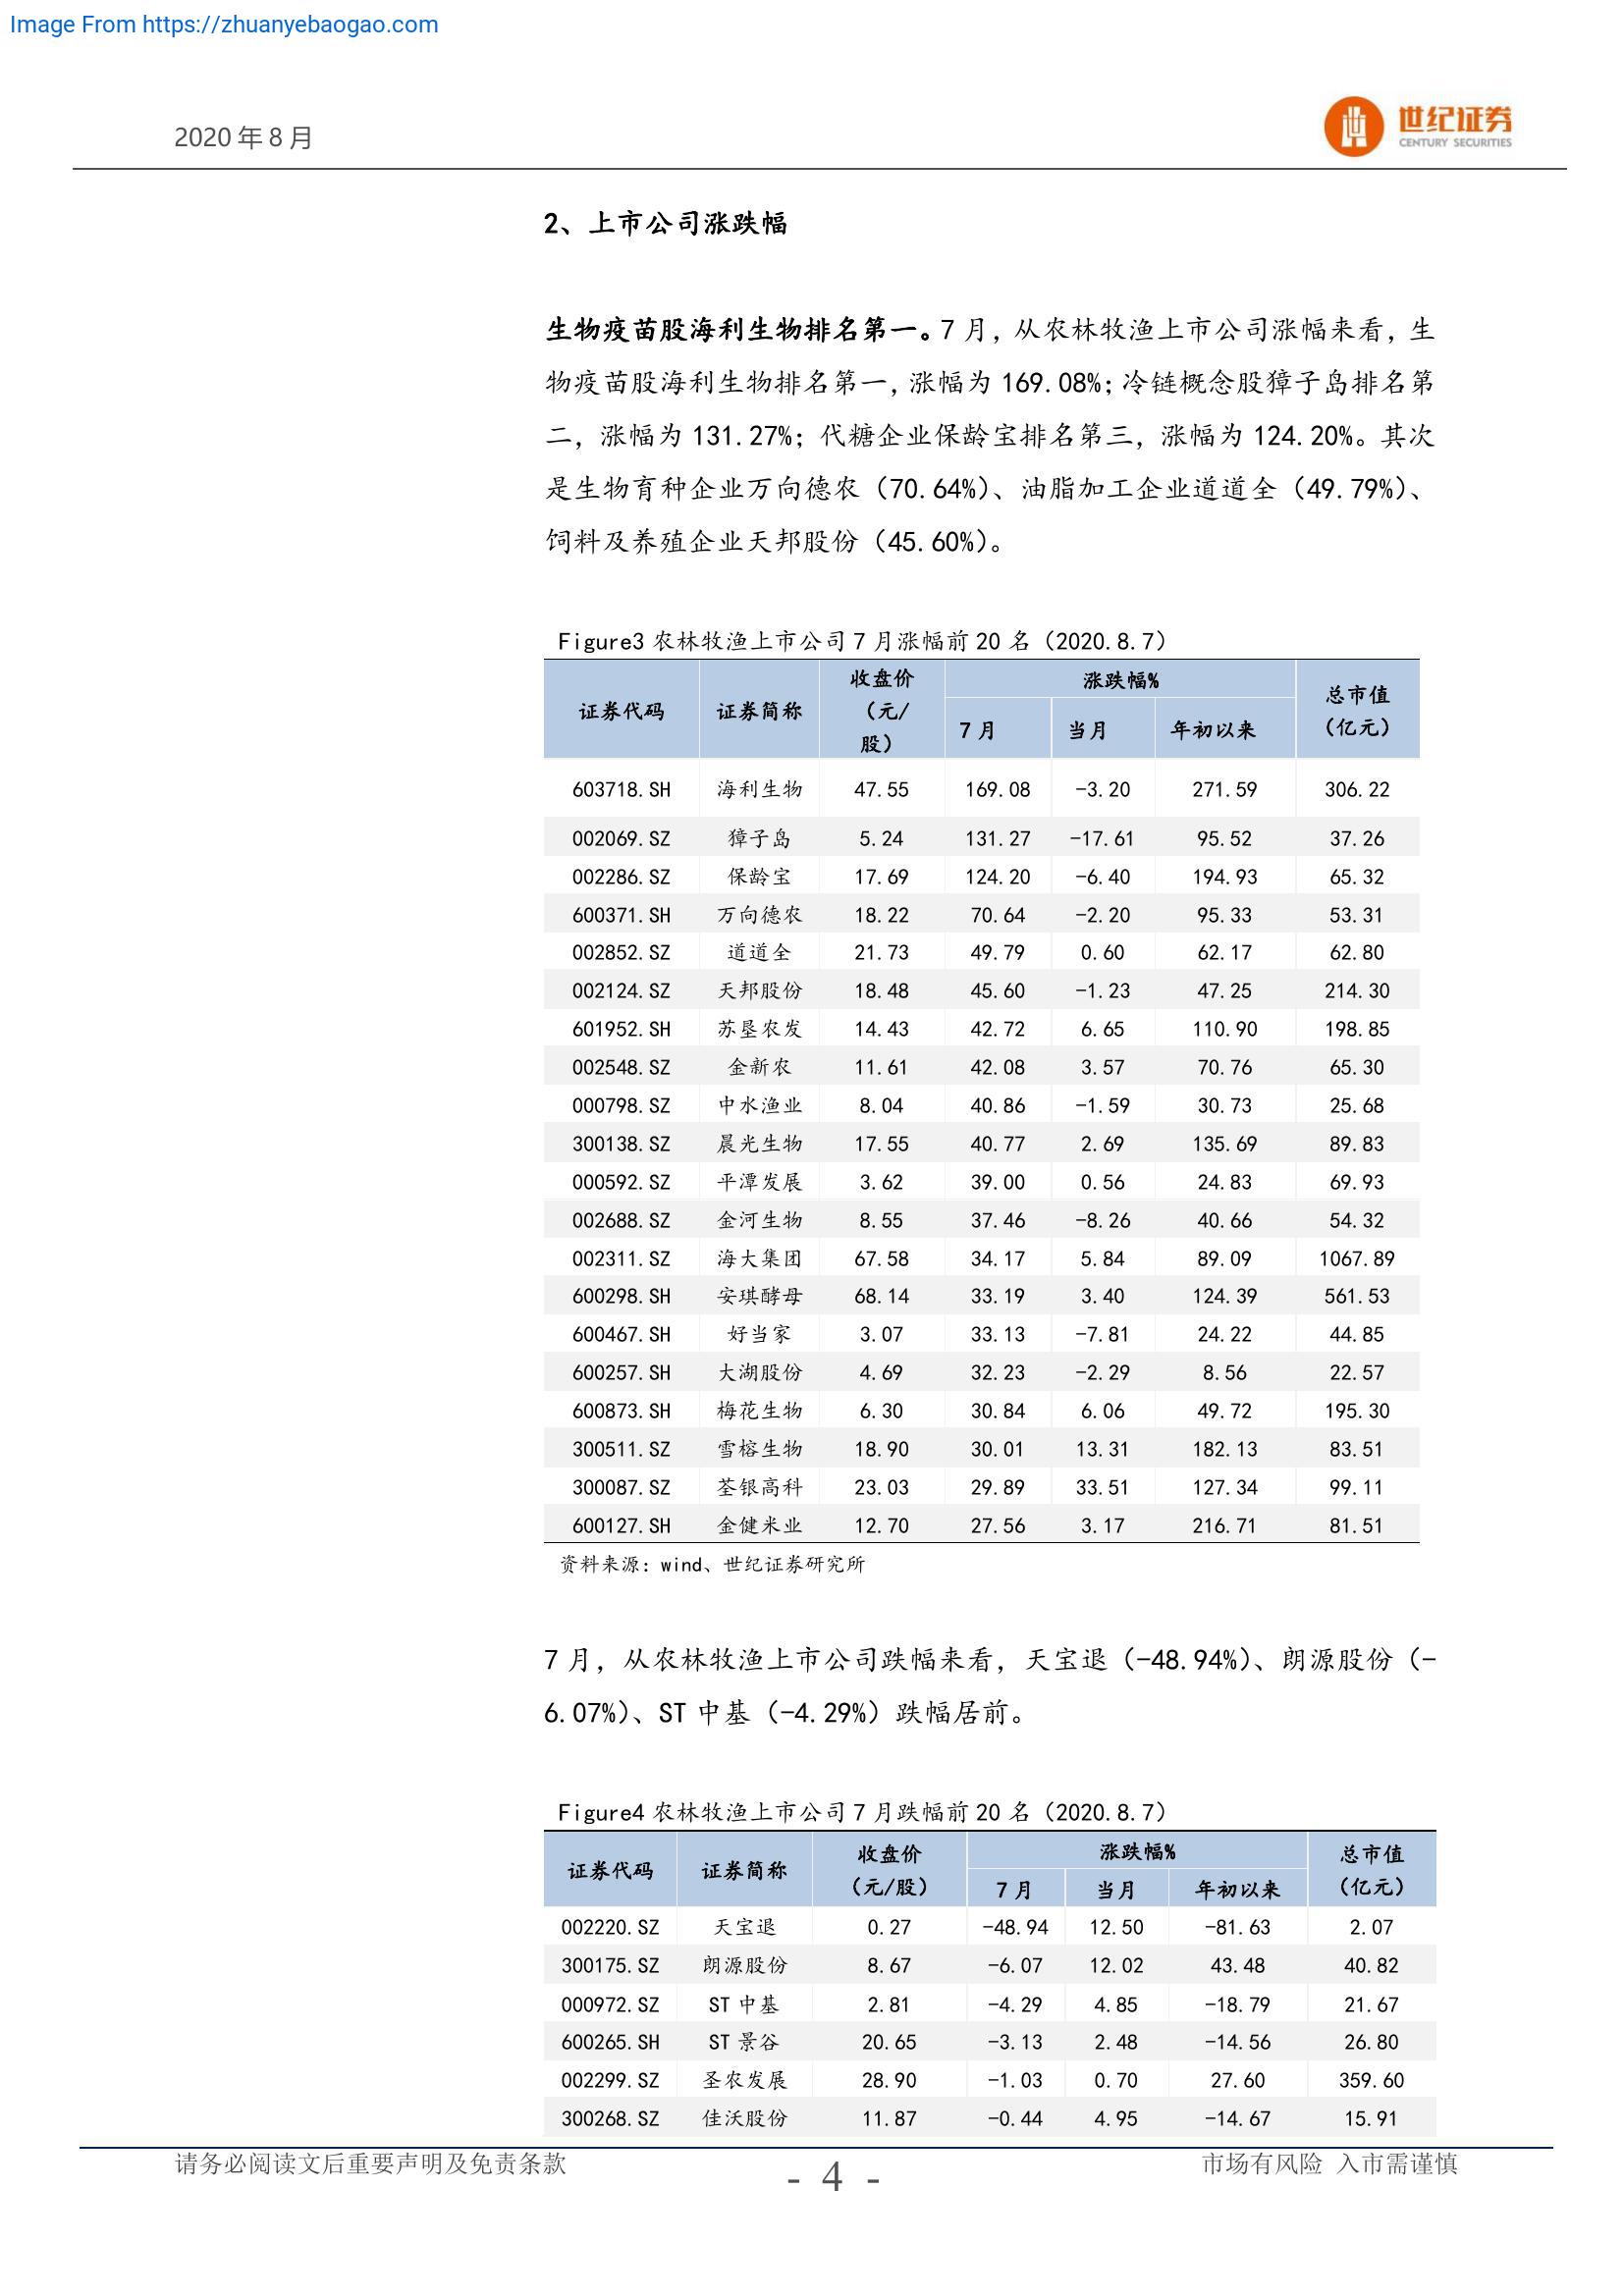 Image From https://zhuanyebaogao.com
2020 年 8 月
世纪证券
CENTURY SECURITIES
2、上市公司涨跌幅
生物疫苗股海利生物排名第一。7 月，从农林牧渔上市公司涨幅来看，生
物疫苗股海利生物排名第一，涨幅为 169.08%；冷链概念股獐子岛排名第
二，涨幅为 131.27%；代糖企业保龄宝排名第三，涨幅为 124.20%。其次
是生物育种企业万向德农（70.64%）、油脂加工企业道道全（49.79%）、
饲料及养殖企业天邦股份（45.60%）。
Figure3 农林牧渔上市公司 7 月涨幅前 20 名（2020.8.7）
证券代码 证券简称 收盘价（元/股） 涨跌幅% 总市值（亿元）
7 月 当月 年初以来
603718.SH 海利生物 47.55 169.08 -3.20 271.59 306.22
002069.SZ 獐子岛 5.24 131.27 -17.61 95.52 37.26
002286.SZ 保龄宝 17.69 124.20 -6.40 194.93 65.32
600371.SH 万向德农 18.22 70.64 -2.20 95.33 53.31
002852.SZ 道道全 21.73 49.79 0.60 62.17 62.80
002124.SZ 天邦股份 18.48 45.60 -1.23 47.25 214.30
601952.SH 苏垦农发 14.43 42.72 6.65 110.90 198.85
002548.SZ 金新农 11.61 42.08 3.57 70.76 65.30
000798.SZ 中水渔业 8.04 40.86 -1.59 30.73 25.68
300138.SZ 晨光生物 17.55 40.77 2.69 135.69 89.83
000592.SZ 平潭发展 3.62 39.00 0.56 24.83 69.93
002688.SZ 金河生物 8.55 37.46 -8.26 40.66 54.32
002311.SZ 海大集团 67.58 34.17 5.84 89.09 1067.89
600298.SH 安琪酵母 68.14 33.19 3.40 124.39 561.53
600467.SH 好当家 3.07 33.13 -7.81 24.22 44.85
600257.SH 大湖股份 4.69 32.23 -2.29 8.56 22.57
600873.SH 梅花生物 6.30 30.84 6.06 49.72 195.30
300511.SZ 雪榕生物 18.90 30.01 13.31 182.13 83.51
300087.SZ 荃银高科 23.03 29.89 33.51 127.34 99.11
600127.SH 金健米业 12.70 27.56 3.17 216.71 81.51
资料来源：wind、世纪证券研究所
7 月，从农林牧渔上市公司跌幅来看，天宝退（-48.94%）、朗源股份（-
6.07%）、ST 中基（-4.29%）跌幅居前。
Figure4 农林牧渔上市公司 7 月跌幅前 20 名（2020.8.7）
证券代码 证券简称 收盘价（元/股） 涨跌幅% 总市值（亿元）
7 月 当月 年初以来
002220.SZ 天宝退 0.27 -48.94 12.50 -81.63 2.07
300175.SZ 朗源股份 8.67 -6.07 12.02 43.48 40.82
000972.SZ ST 中基 2.81 -4.29 4.85 -18.79 21.67
600265.SH ST 景谷 20.65 -3.13 2.48 -14.56 26.80
002299.SZ 圣农发展 28.90 -1.03 0.70 27.60 359.60
300268.SZ 佳沃股份 11.87 -0.44 4.95 -14.67 15.91
请务必阅读文后重要声明及免责条款
- 4 -
市场有风险 入市需谨慎